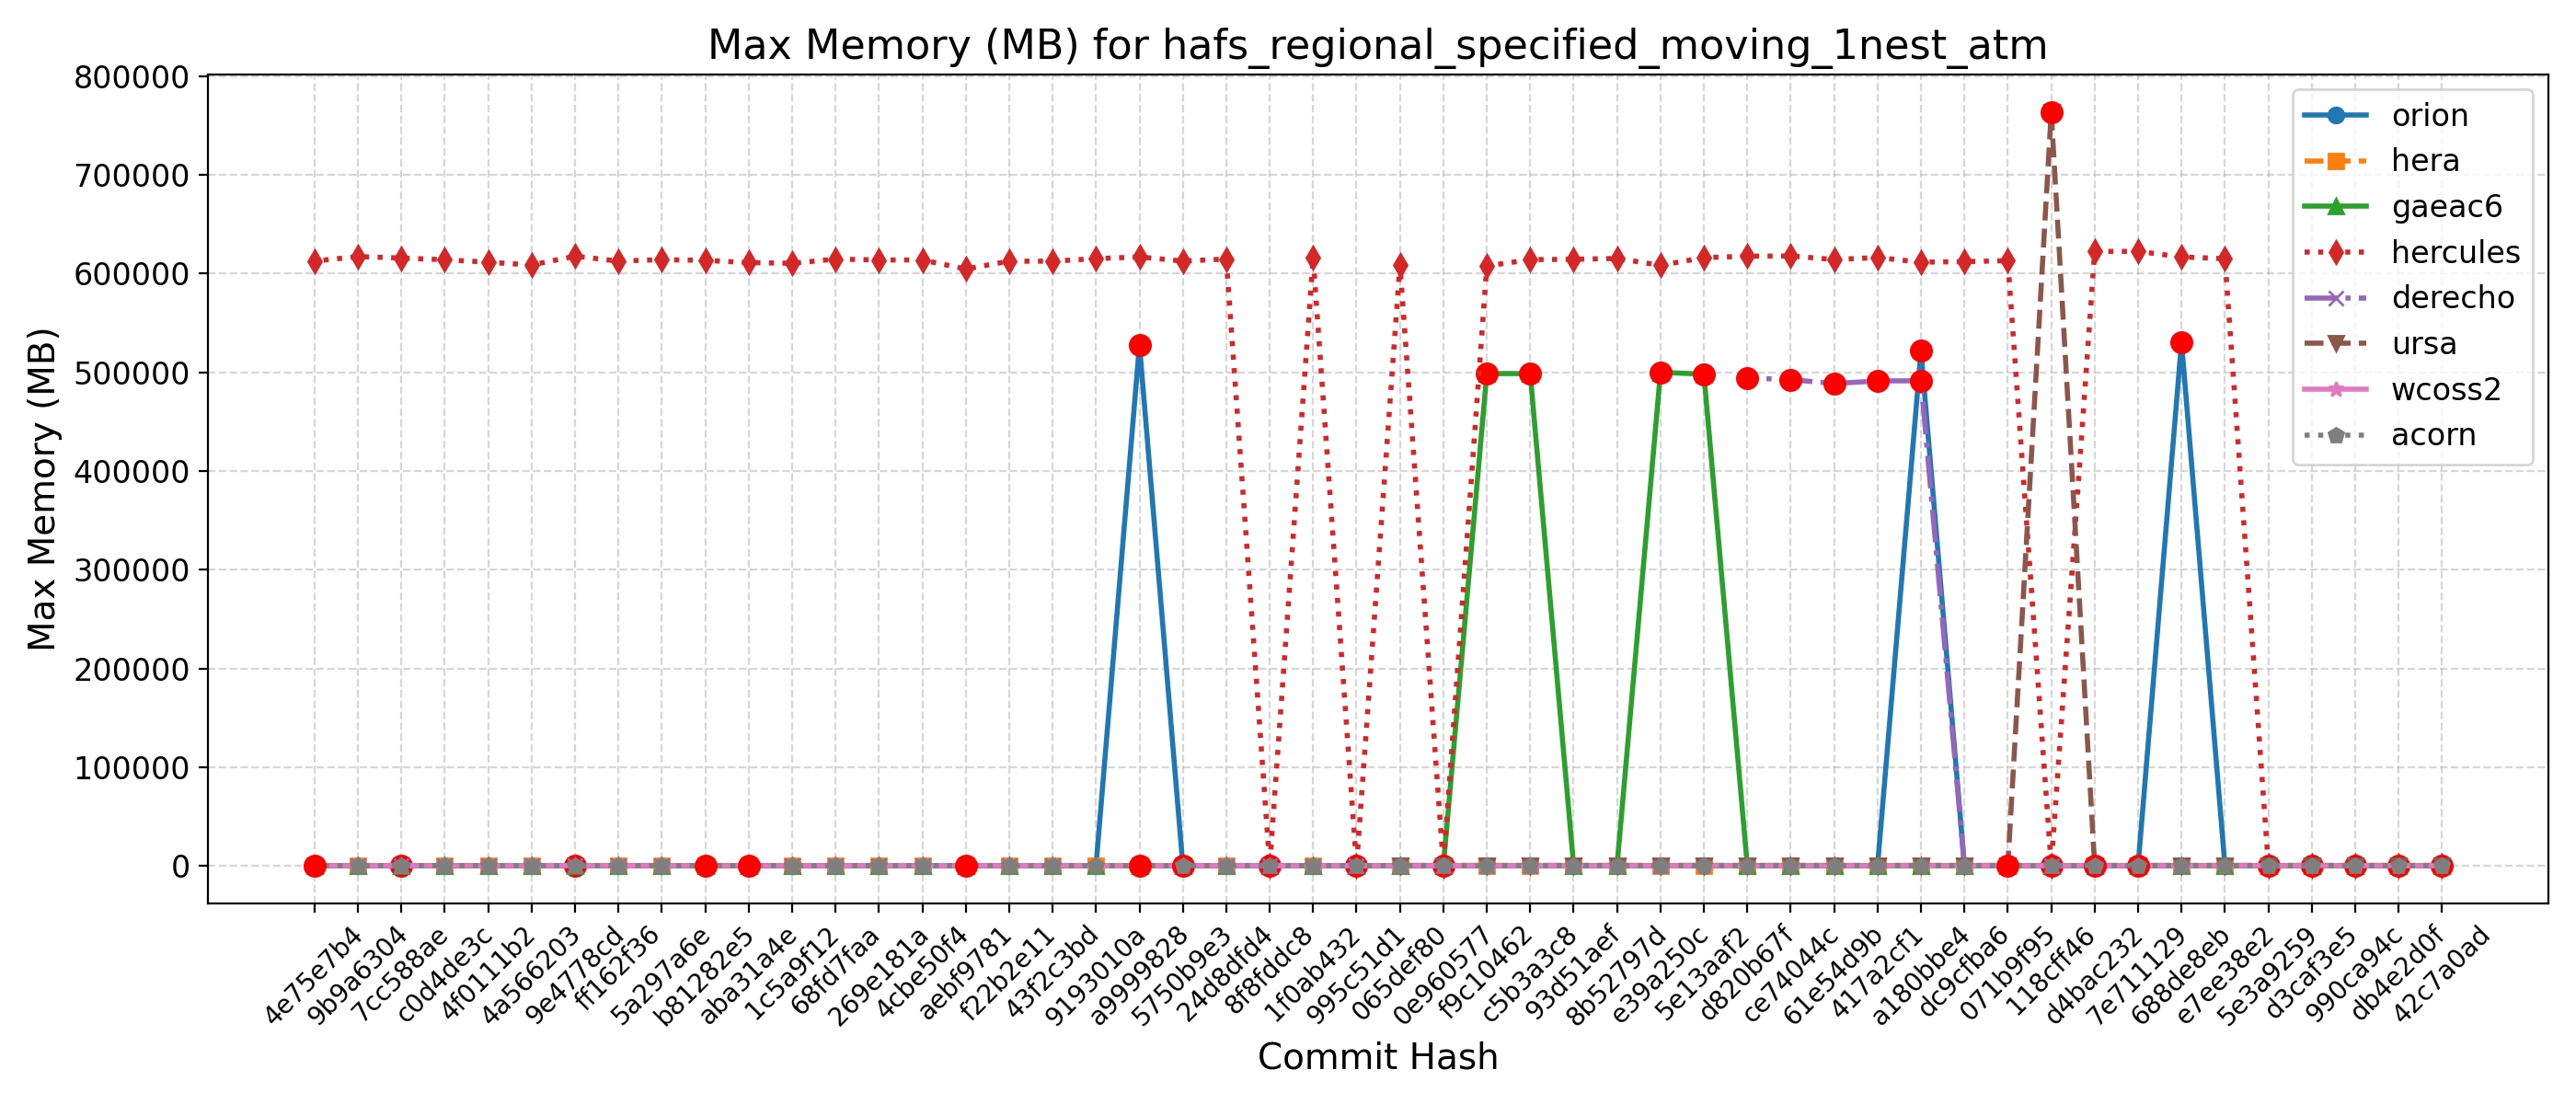 Max Memory (MB) for hafs_regional_specified_moving_1nest_atm
Max Memory (MB)
800000
700000
600000
500000
400000
300000
200000
100000
0
orion
hera
gaeac6
hercules
derecho
ursa
wcoss2
acorn
4e75e7b4
9b9a6304
7cc588ae
c0d4de3c
4f0111b2
4a566203
9e4778cd
ff162f36
5a297a6e
b81282e5
aba31a4e
1c5a9f12
68fd7faa
269e181a
4cbe50f4
aebf9781
f22b2e11
43f2c3bd
9193010a
a9999828
5750b9e3
24d8dfd4
8f8fddc8
1f0ab432
995c51d1
065def80
0e960577
f9c10462
c5b3a3c8
93d51aef
8b52797d
e39a250c
5e13aaf2
d820b67f
ce74044c
61e54d9b
417a2cf1
a180bbe4
dc9cfba6
071b9f95
118cff46
d4bac232
7e711129
688de8eb
e7ee38e2
5e3a9259
d3caf3e5
990ca94c
db4e2d0f
42c7a0ad
Commit Hash